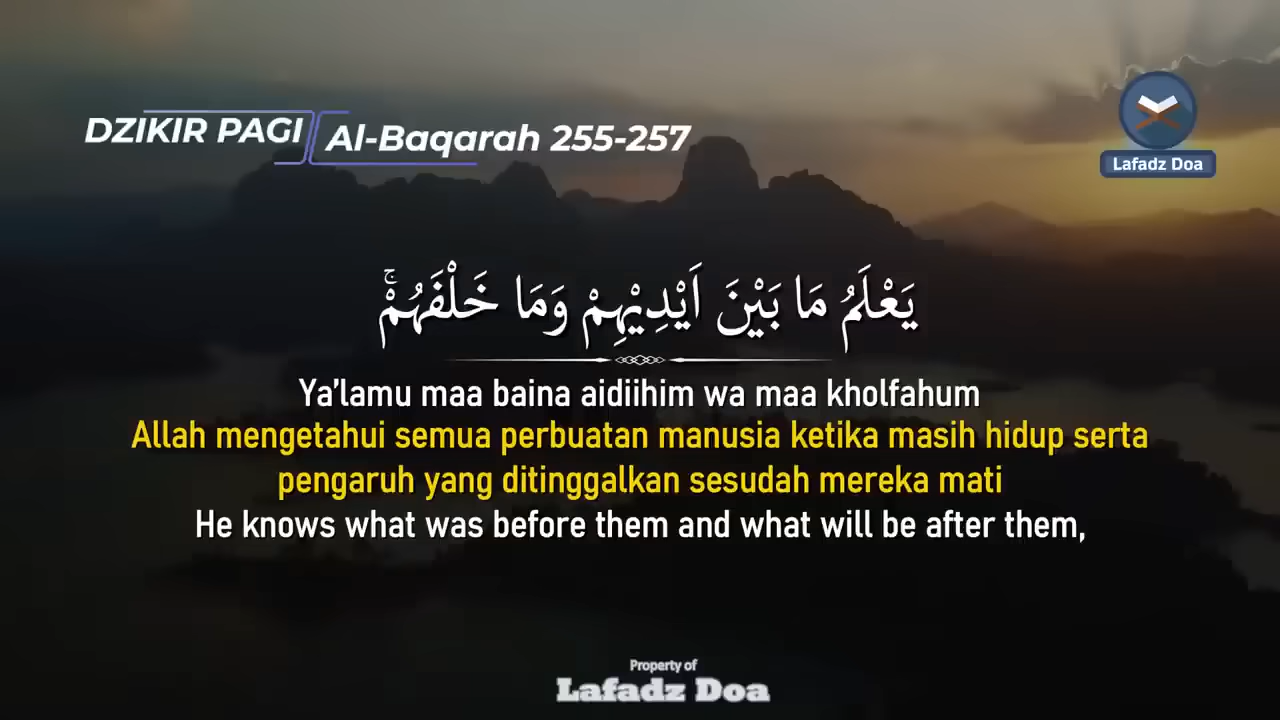 DZIKIR PAGI
Al-Baqarah 255-257
Lafadz Doa
يَعْلَمُ مَا بَيْنَ اَيْدِيْهِمْ وَمَا خَلْفَهُمْۚ
Ya'lamu maa baina aidiihim wa maa kholfahum
Allah mengetahui semua perbuatan manusia ketika masih hidup serta
pengaruh yang ditinggalkan sesudah mereka mati
He knows what was before them and what will be after them,
Property of
Lafadz Doa